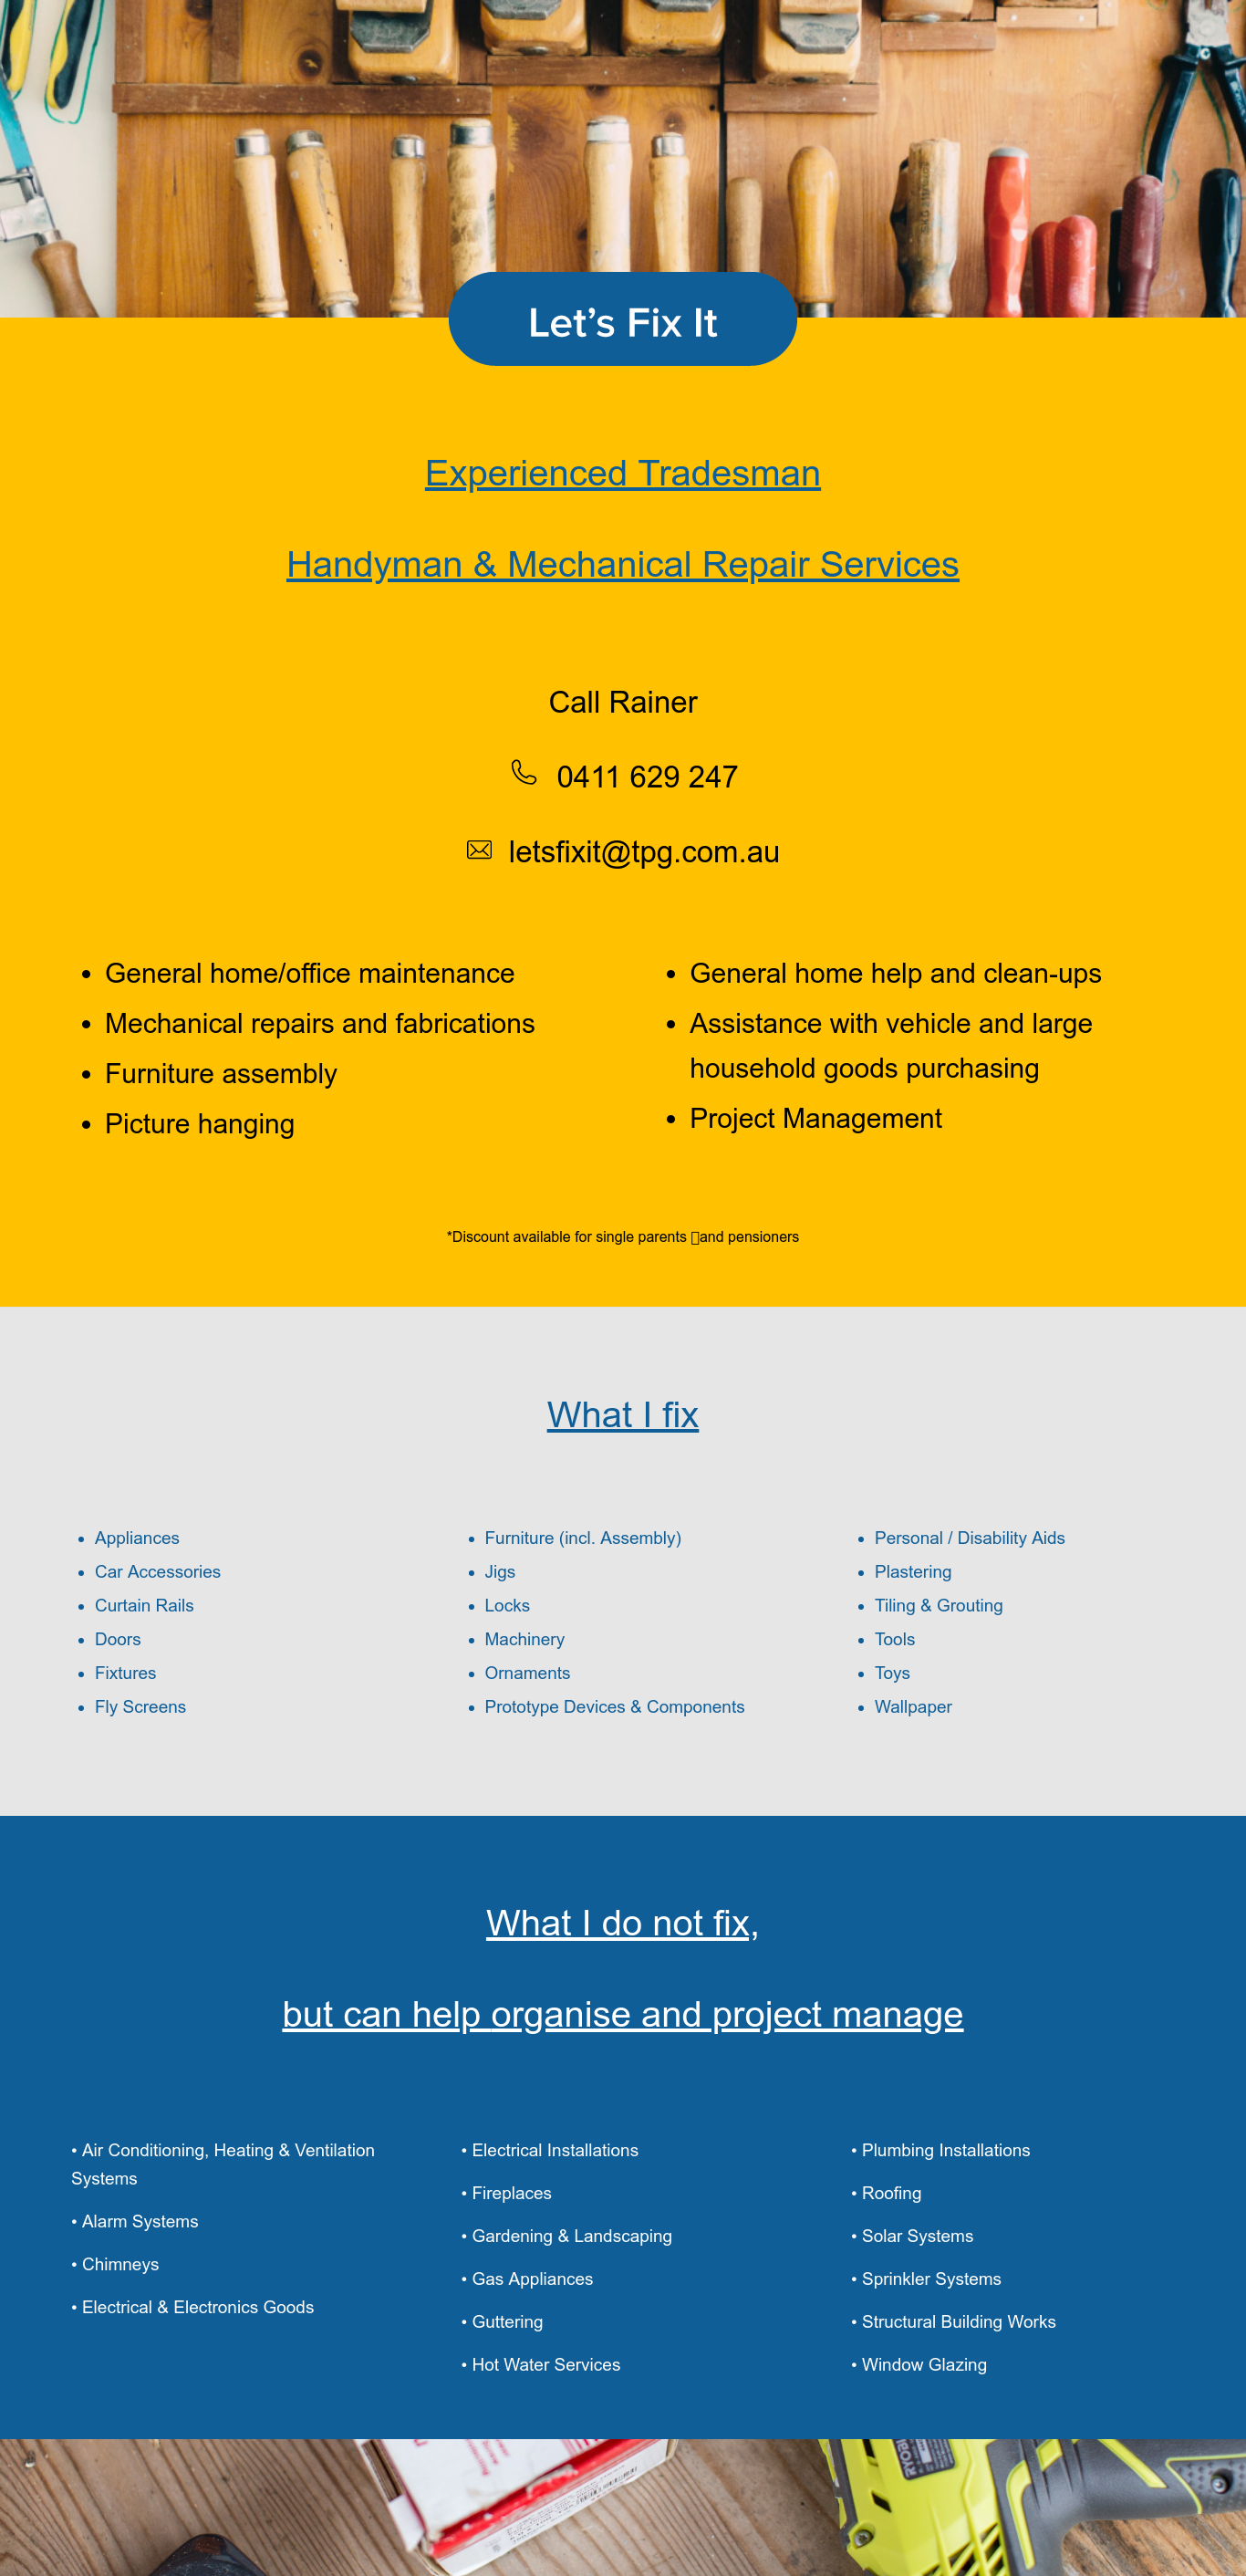 Let’s Fix It
Experienced Tradesman
Handyman & Mechanical Repair Services
Call Rainer
0411 629 247
letsfixit@tpg.com.au
• General home/office maintenance
• Mechanical repairs and fabrications
• Furniture assembly
• Picture hanging
• General home help and clean-ups
• Assistance with vehicle and large
household goods purchasing
• Project Management
*Discount available for single parents and pensioners
What I fix
• Appliances
• Car Accessories
• Curtain Rails
• Doors
• Fixtures
• Fly Screens
• Furniture (incl. Assembly)
• Jigs
• Locks
• Machinery
• Ornaments
• Prototype Devices & Components
• Personal / Disability Aids
• Plastering
• Tiling & Grouting
• Tools
• Toys
• Wallpaper
What I do not fix,
but can help organise and project manage
• Air Conditioning, Heating & Ventilation
Systems
• Alarm Systems
• Chimneys
• Electrical & Electronics Goods
• Electrical Installations
• Fireplaces
• Gardening & Landscaping
• Gas Appliances
• Guttering
• Hot Water Services
• Plumbing Installations
• Roofing
• Solar Systems
• Sprinkler Systems
• Structural Building Works
• Window Glazing
RYOBI